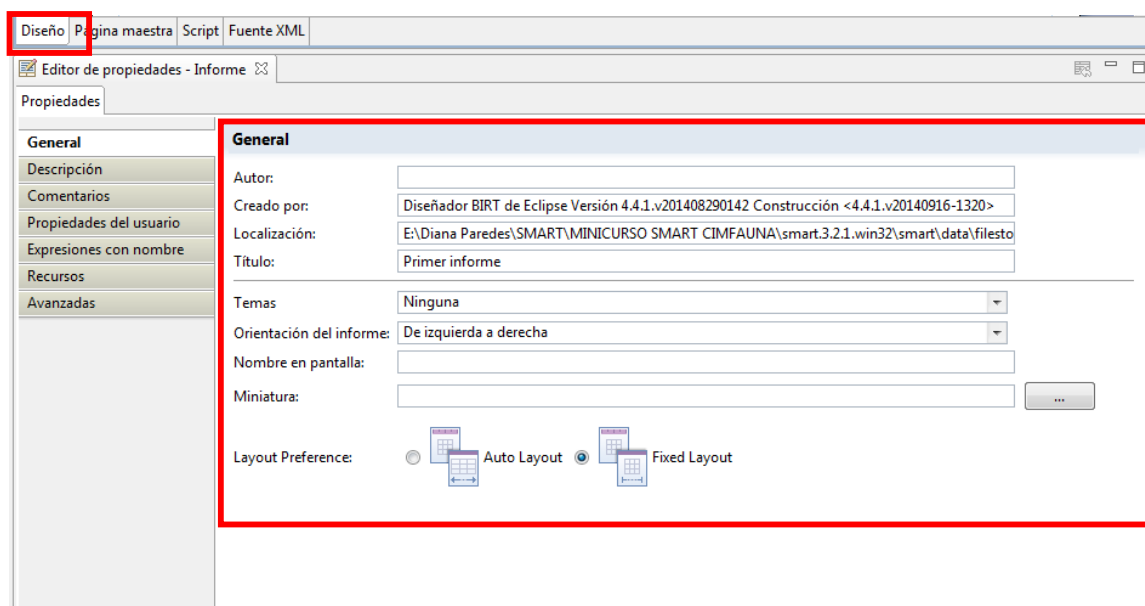 Diseño Página maestra Script Fuente XML
Editor de propiedades - Informe
Propiedades
General
Descripción
Comentarios
Propiedades del usuario
Expresiones con nombre
Recursos
Avanzadas
General
Autor:
Creado por: Diseñador BIRT de Eclipse Versión 4.4.1.v201408290142 Construcción <4.4.1.v20140916-1320>
Localización: E:\Diana Paredes\SMART\MINICURSO SMART CIMFAUNA\smart.3.2.1.win32\smart\data\filesto
Título: Primer informe
Temas Ninguna
Orientación del informe: De izquierda a derecha
Nombre en pantalla:
Miniatura: ...
Layout Preference: Auto Layout Fixed Layout